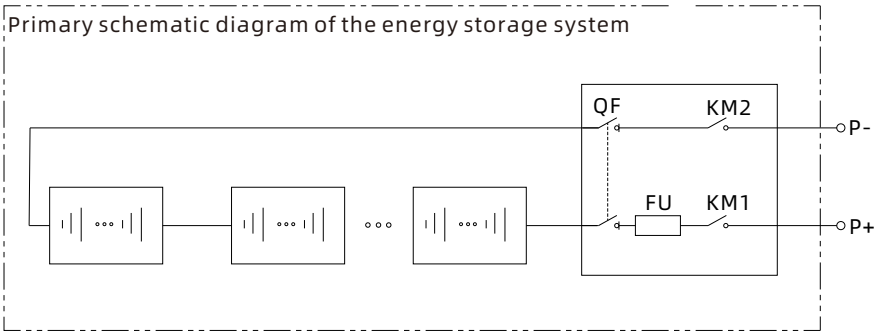 Primary schematic diagram of the energy storage system
QF
KM2
P-
FU
KM1
P+